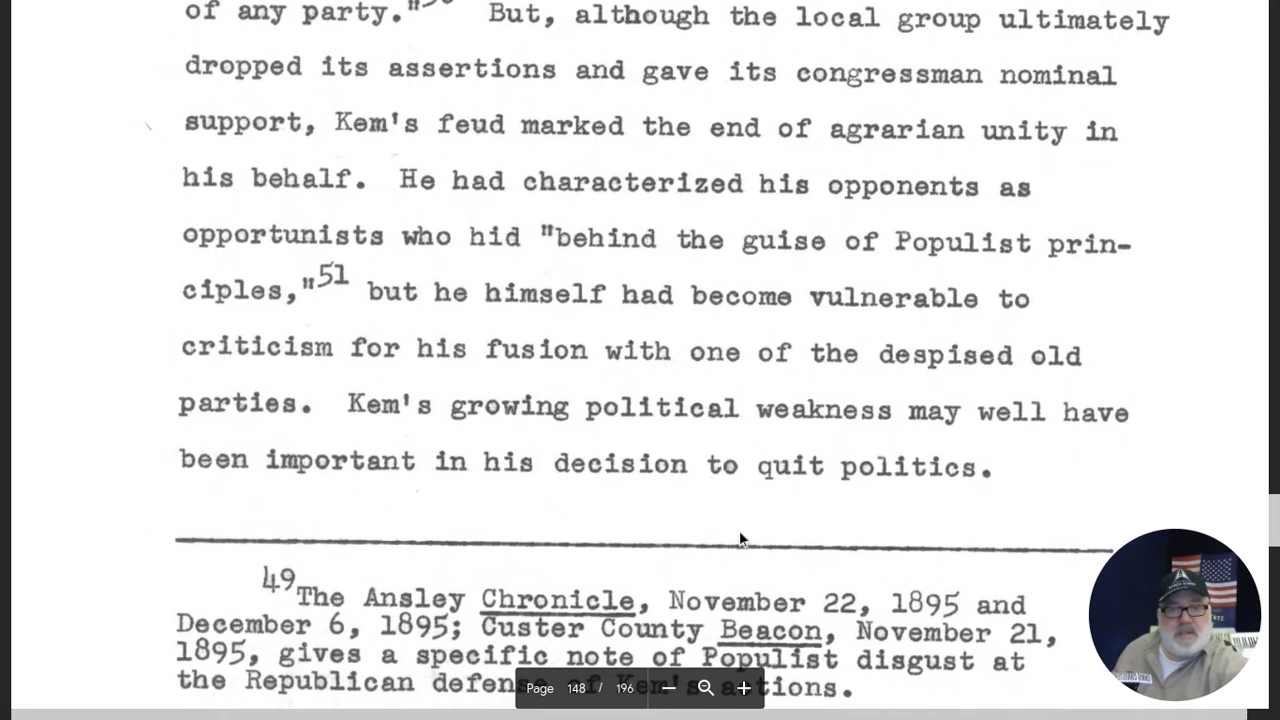 of any party."
But, although the local group ultimately
dropped its assertions and gave its congressman nominal
support, Kem's feud marked the end of agrarian unity in
his behalf. He had characterized his opponents as
opportunists who hid "behind the guise of Populist prin-
ciples,"51 but he himself had become vulnerable to
criticism for his fusion with one of the despised old
parties. Kem's growing political weakness may well have
been important in his decision to quit politics.
49The Ansley Chronicle, November 22, 1895 and
December 6, 1895; Custer County Beacon, November 21,
1895, gives a specific note of Populist disgust at
the Republican defense of Kem's actions.
Page 148 / 196